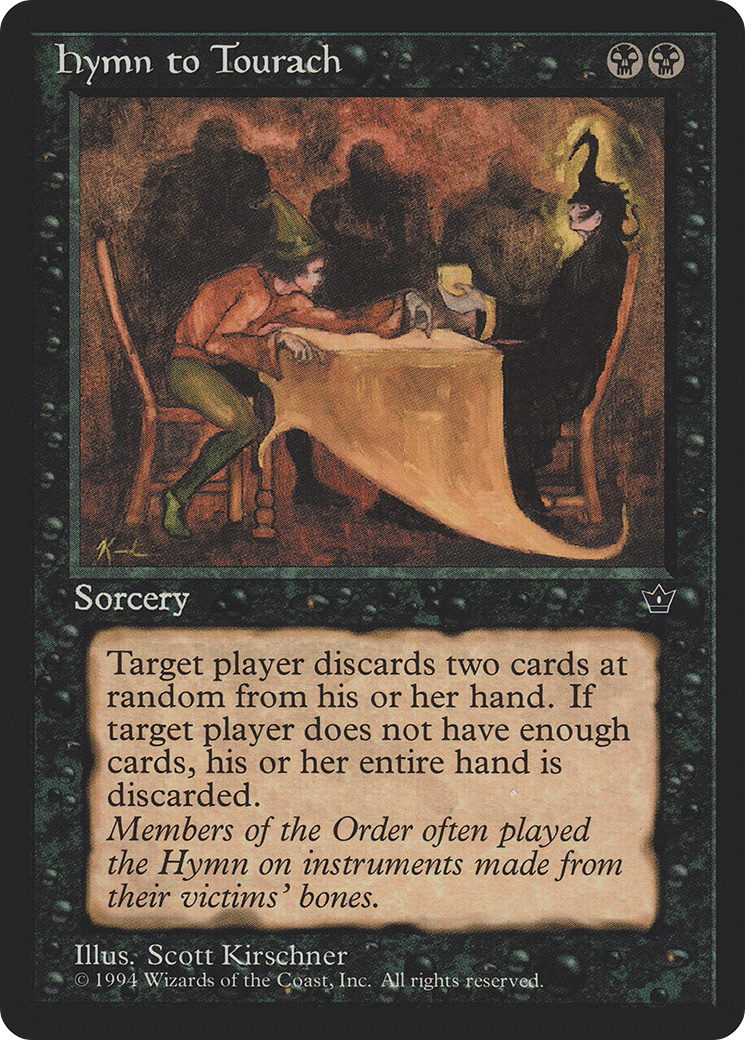 Hymn to Tourach
Sorcery
Target player discards two cards at
random from his or her hand. If
target player does not have enough
cards, his or her entire hand is
discarded.
Members of the Order often played
the Hymn on instruments made from
their victims' bones.
Illus. Scott Kirschner
© 1994 Wizards of the Coast, Inc. All rights reserved.